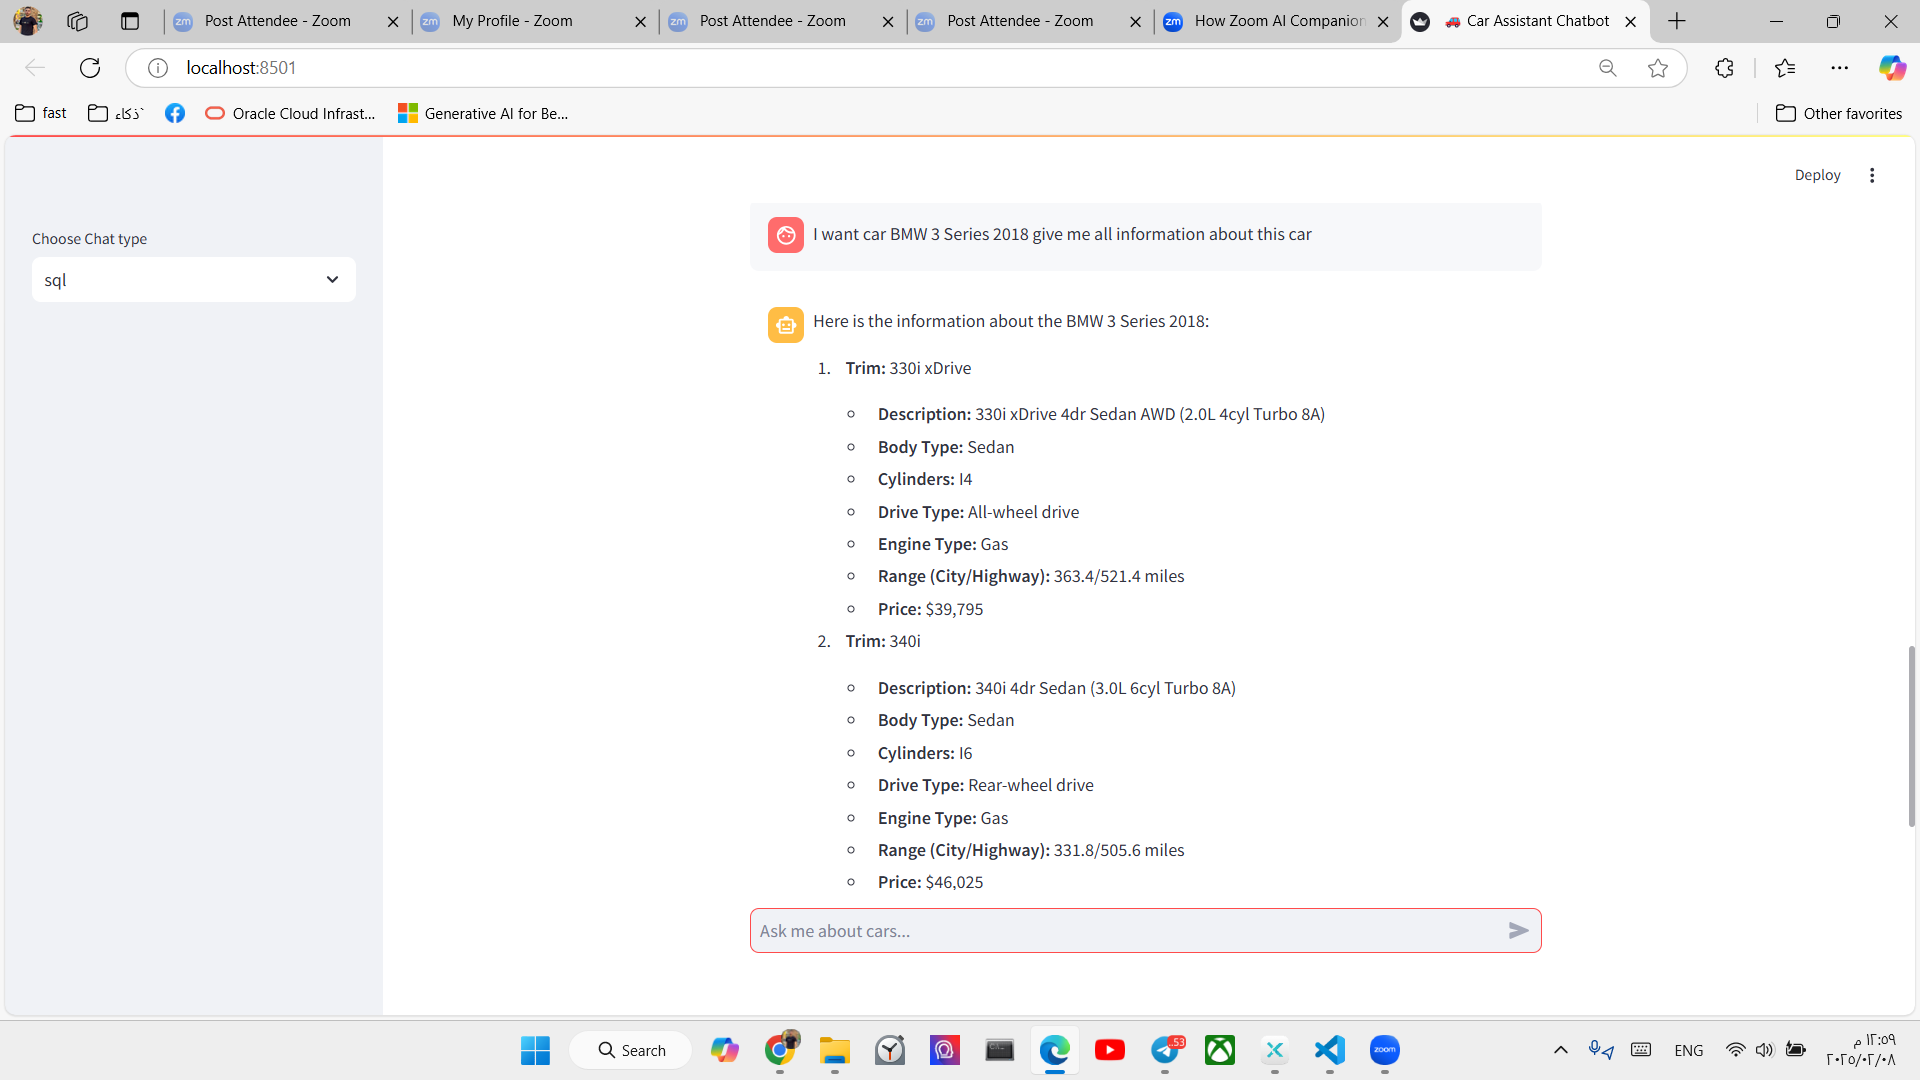 Post Attendee - Zoom
My Profile - Zoom
Post Attendee - Zoom
Post Attendee - Zoom
How Zoom AI Companion
Car Assistant Chatbot
localhost:8501
fast
ذكاء`
Oracle Cloud Infrast...
Generative AI for Be...
Other favorites
Deploy
Choose Chat type
sql
I want car BMW 3 Series 2018 give me all information about this car
Here is the information about the BMW 3 Series 2018:
1. Trim: 330i xDrive
Description: 330i xDrive 4dr Sedan AWD (2.0L 4cyl Turbo 8A)
Body Type: Sedan
Cylinders: I4
Drive Type: All-wheel drive
Engine Type: Gas
Range (City/Highway): 363.4/521.4 miles
Price: $39,795
2. Trim: 340i
Description: 340i 4dr Sedan (3.0L 6cyl Turbo 8A)
Body Type: Sedan
Cylinders: I6
Drive Type: Rear-wheel drive
Engine Type: Gas
Range (City/Highway): 331.8/505.6 miles
Price: $46,025
Ask me about cars...
Search
53
zoom
ENG
١٢:٥٩ م
٢٠٢٥/٠٢/٠٨